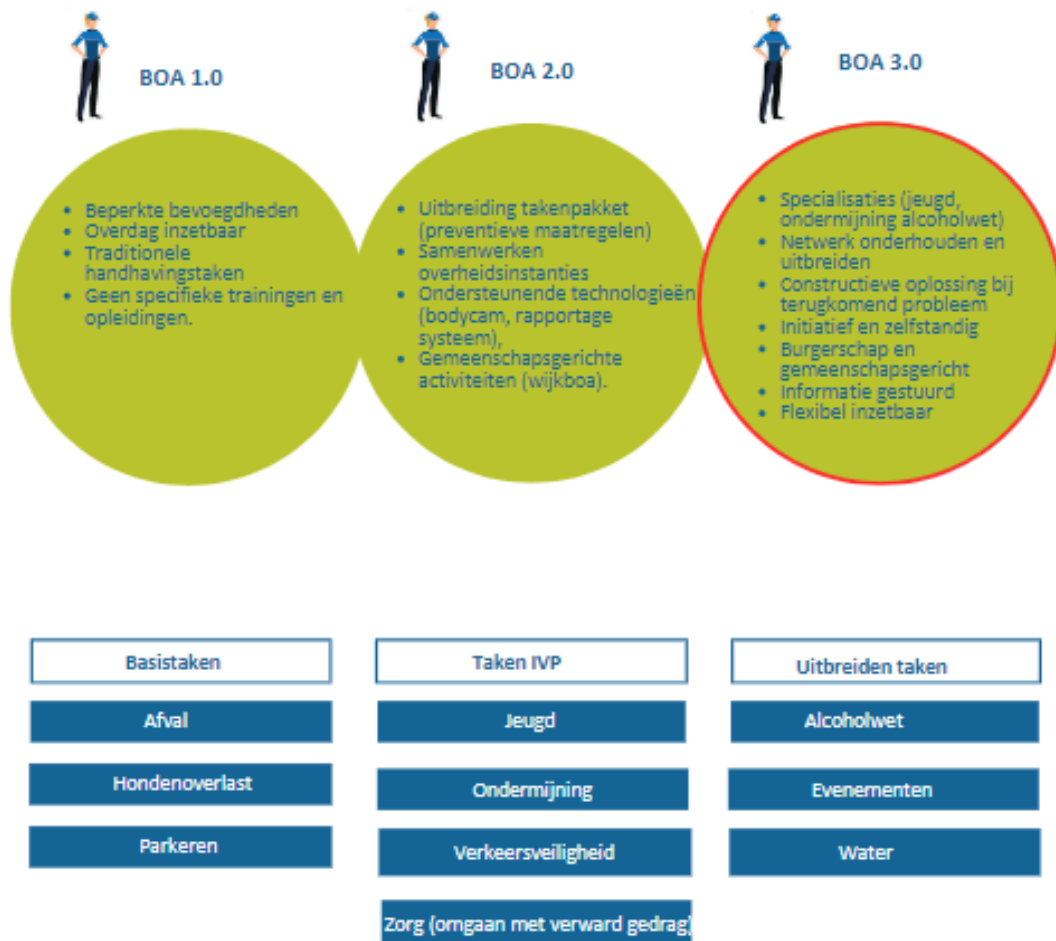 BOA 1.0
• Beperkte bevoegdheden
• Overdag inzetbaar
• Traditionele
handhavingstaken
• Geen specifieke trainingen en
opleidingen.
BOA 2.0
• Uitbreiding takenpakket
(preventieve maatregelen)
• Samenwerken
overheidsinstanties
• Ondersteunende technologieën
(bodycam, rapportage
systeem),
• Gemeenschapsgerichte
activiteiten (wijkboa).
BOA 3.0
• Specialisaties (jeugd,
ondermijning alcoholwet)
• Netwerk onderhouden en
uitbreiden
• Constructieve oplossing bij
terugkomend probleem
• Initiatief en zelfstandig
• Burgerschap en
gemeenschapsgericht
• Informatie gestuurd
• Flexibel inzetbaar
Basistaken
Afval
Hondenoverlast
Parkeren
Taken IVP
Jeugd
Ondermijning
Verkeersveiligheid
Zorg (omgaan met verward gedrag)
Uitbreiden taken
Alcoholwet
Evenementen
Water